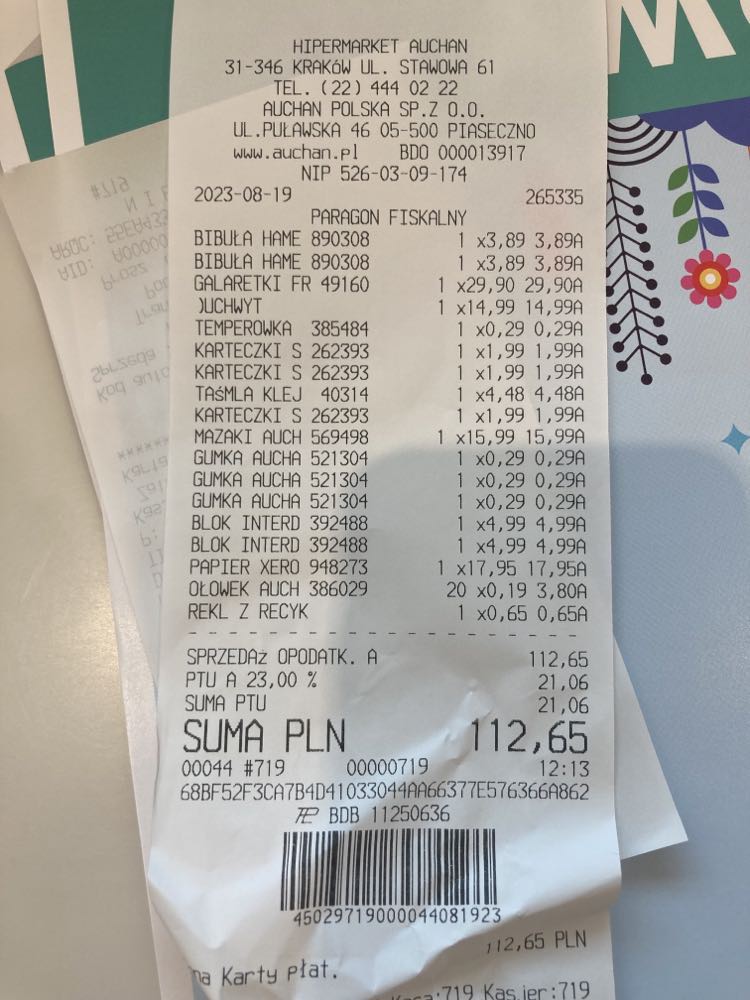 HIPERMARKET AUCHAN
31-346 KRAKóW UL. STAWOWA 61
TEL. (22) 444 02 22
AUCHAN POLSKA SP.Z O.O.
UL.PUŁAWSKA 46 05-500 PIASECZNO
www.auchan.pl BDO 000013917
NIP 526-03-09-174
2023-08-19 265335
PARAGON FISKALNY
BIBUŁA HAME 890308 1 x3,89 3,89A
BIBUŁA HAME 890308 1 x3,89 3,89A
GALARETKI FR 49160 1 x29,90 29,90A
UCHWYT 1 x14,99 14,99A
TEMPEROWKA 385484 1 x0,29 0,29A
KARTECZKI S 262393 1 x1,99 1,99A
KARTECZKI S 262393 1 x1,99 1,99A
TAśMLA KLEJ 40314 1 x4,48 4,48A
KARTECZKI S 262393 1 x1,99 1,99A
MAZAKI AUCH 569498 1 x15,99 15,99A
GUMKA AUCHA 521304 1 x0,29 0,29A
GUMKA AUCHA 521304 1 x0,29 0,29A
GUMKA AUCHA 521304 1 x0,29 0,29A
BLOK INTERD 392488 1 x4,99 4,99A
BLOK INTERD 392488 1 x4,99 4,99A
PAPIER XERO 948273 1 x17,95 17,95A
OŁOWEK AUCH 386029 20 x0,19 3,80A
REKL Z RECYK 1 x0,65 0,65A
SPRZEDAż OPODATK. A 112,65
PTU A 23,00 % 21,06
SUMA PTU 21,06
SUMA PLN 112,65
00044 #719 00000719 12:13
68BF52F3CA7B4D41033044AA66377E576366A862
BDB 11250636
45029719000044081923
112,65 PLN
na Karty płat.
Kasa:719 Kasjer:719